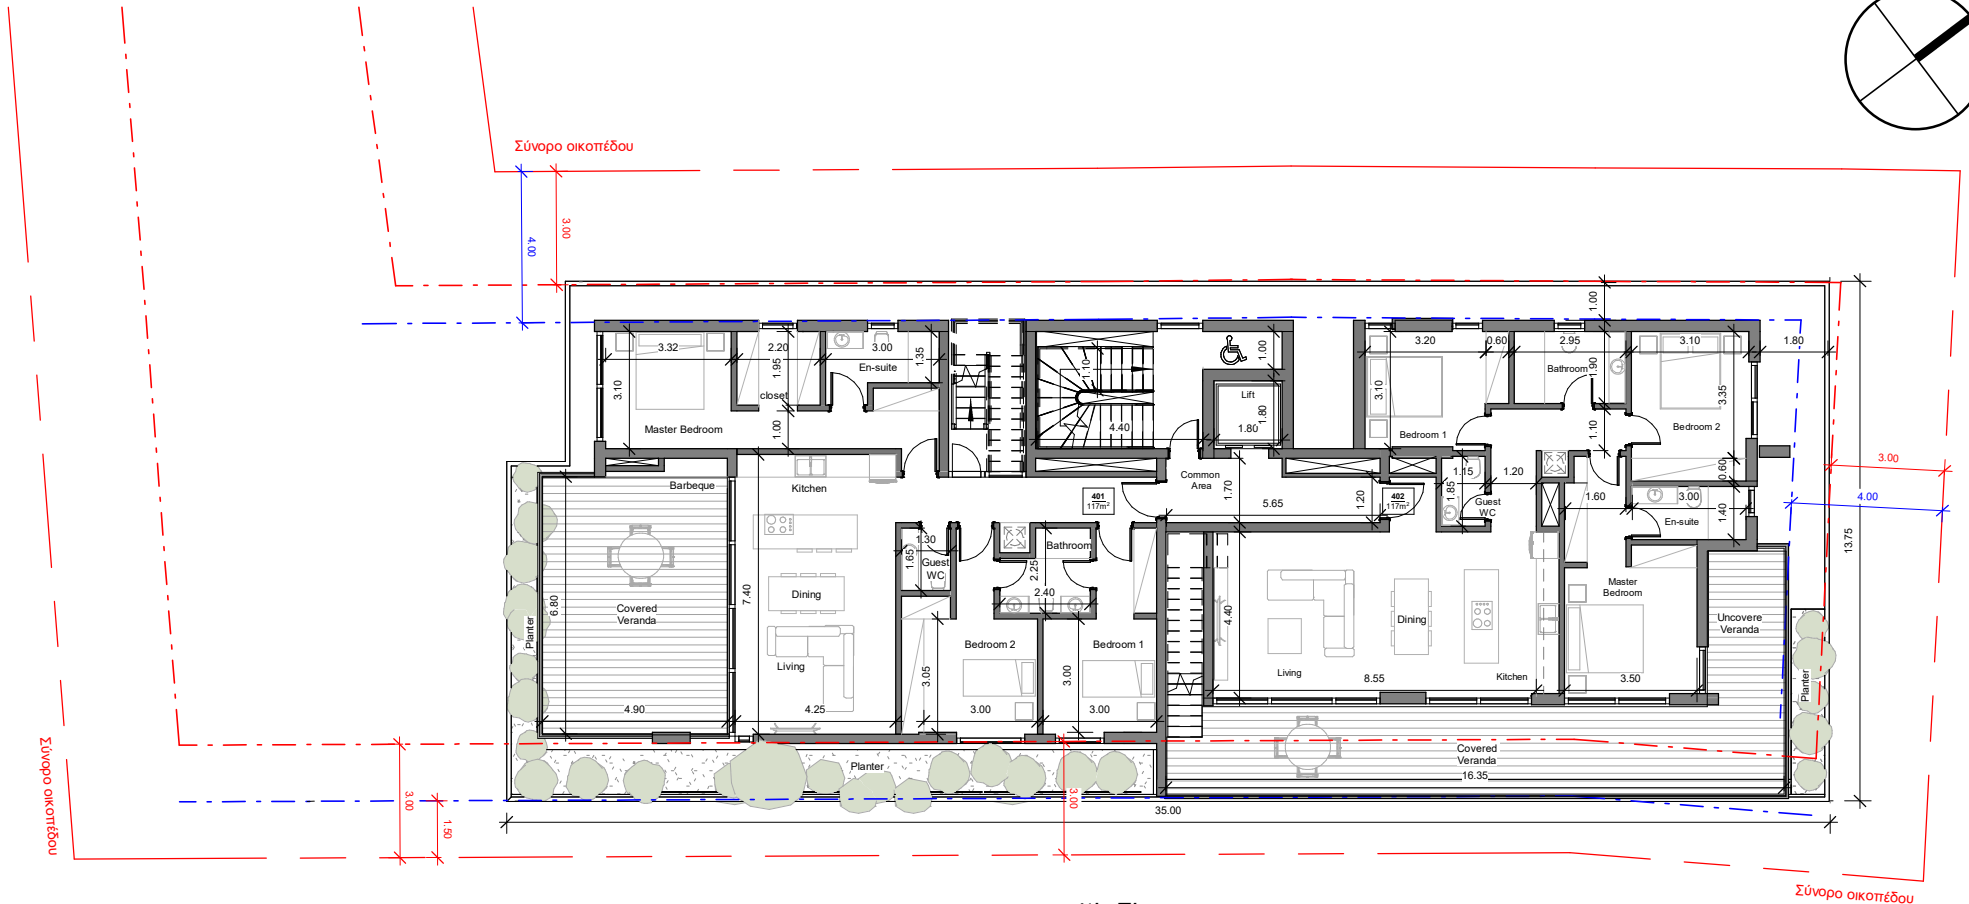 Σύνορο οικοπέδου
3.00
4.00
1.00
3.32
2.20
1.95
3.00
1.35
En-suite
closet
3.10
Master Bedroom
1.00
1.10
4.40
1.00
Lift
1.80
1.80
3.20
0.60
2.95
3.10
1.80
1.90
Bathroom
3.10
3.35
Bedroom 1
1.10
Bedroom 2
Barbeque
Kitchen
Common
Area
1.70
5.65
1.20
401
117m²
402
117m²
1.15
1.85
Guest
WC
1.20
1.60
0.60
3.00
1.40
En-suite
3.00
4.00
13.75
1.30
1.65
Guest
WC
Bathroom
2.25
2.40
6.80
Covered
Veranda
Planter
7.40
Dining
Living
4.90
4.25
3.05
Bedroom 2
3.00
Bedroom 1
3.00
3.00
4.40
Dining
Living
8.55
Kitchen
Master
Bedroom
3.50
Uncovere
Veranda
Planter
Planter
Covered
Veranda
16.35
35.00
Σύνορο οικοπέδου
3.00
1.50
3.00
Σύνορο οικοπέδου